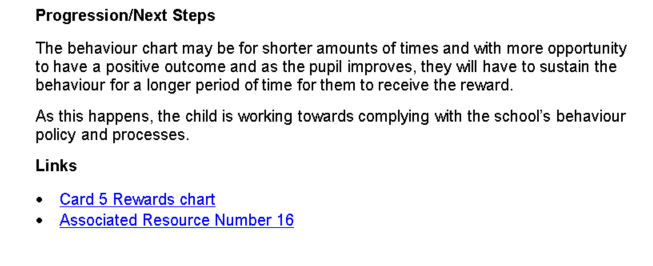 Progression/Next Steps
The behaviour chart may be for shorter amounts of times and with more opportunity
to have a positive outcome and as the pupil improves, they will have to sustain the
behaviour for a longer period of time for them to receive the reward.
As this happens, the child is working towards complying with the school's behaviour
policy and processes.
Links
• Card 5 Rewards chart
• Associated Resource Number 16